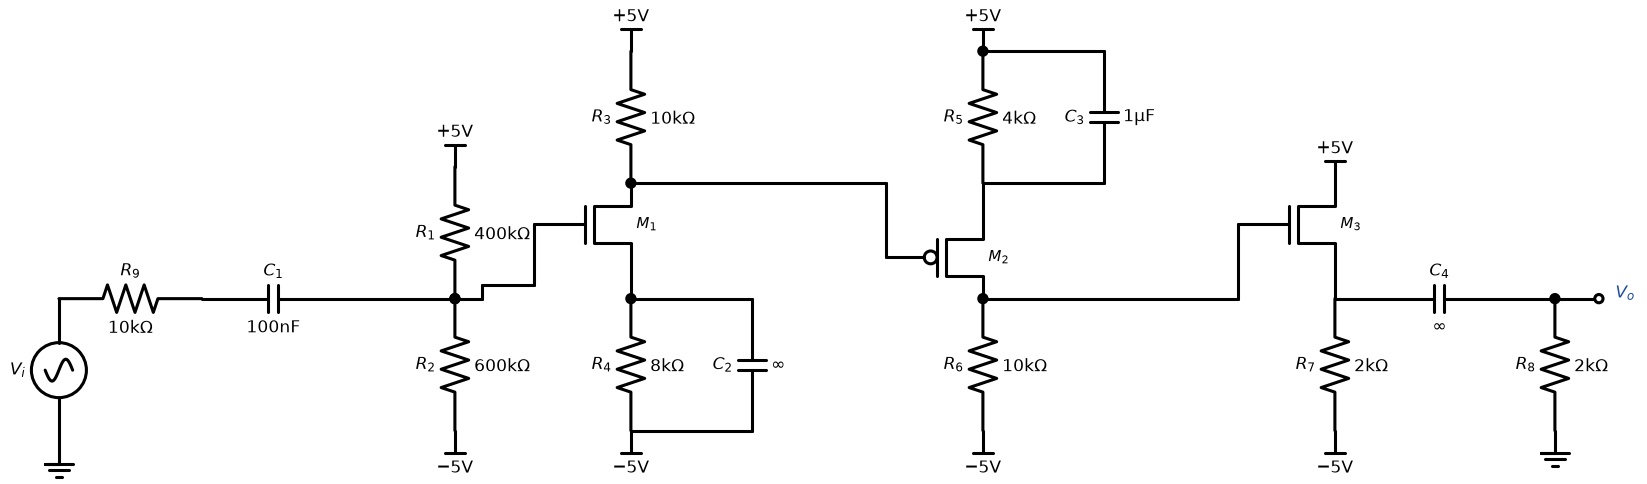 +5V
+5V
R₃
10kΩ
R₅
4kΩ
C₃
1μF
+5V
+5V
R₁
400kΩ
M₁
M₂
M₃
R₉
10kΩ
C₁
100nF
C₄
∞
Vₒ
Vᵢ
R₂
600kΩ
R₄
8kΩ
C₂
∞
R₆
10kΩ
R₇
2kΩ
R₈
2kΩ
−5V
−5V
−5V
−5V